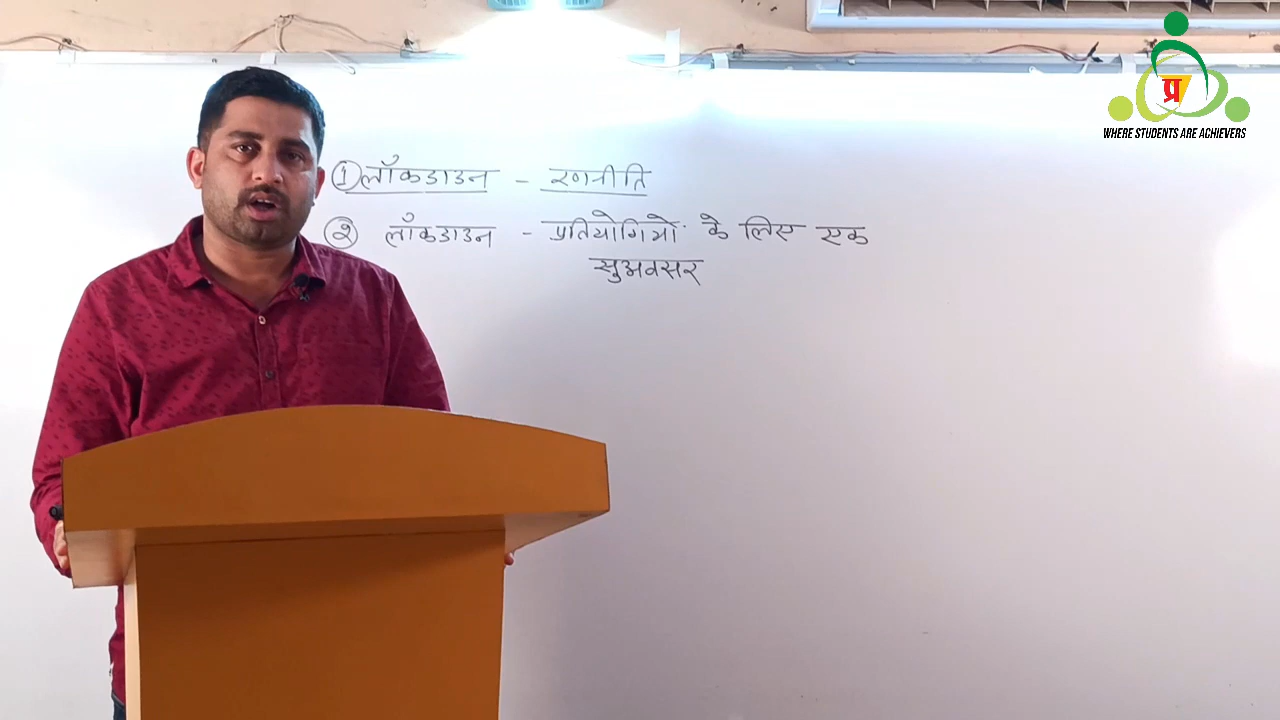 ① लॉकडाउन - रणनीति
② लॉकडाउन - प्रतियोगियों के लिए एक
सुअवसर
प्र
WHERE STUDENTS ARE ACHIEVERS